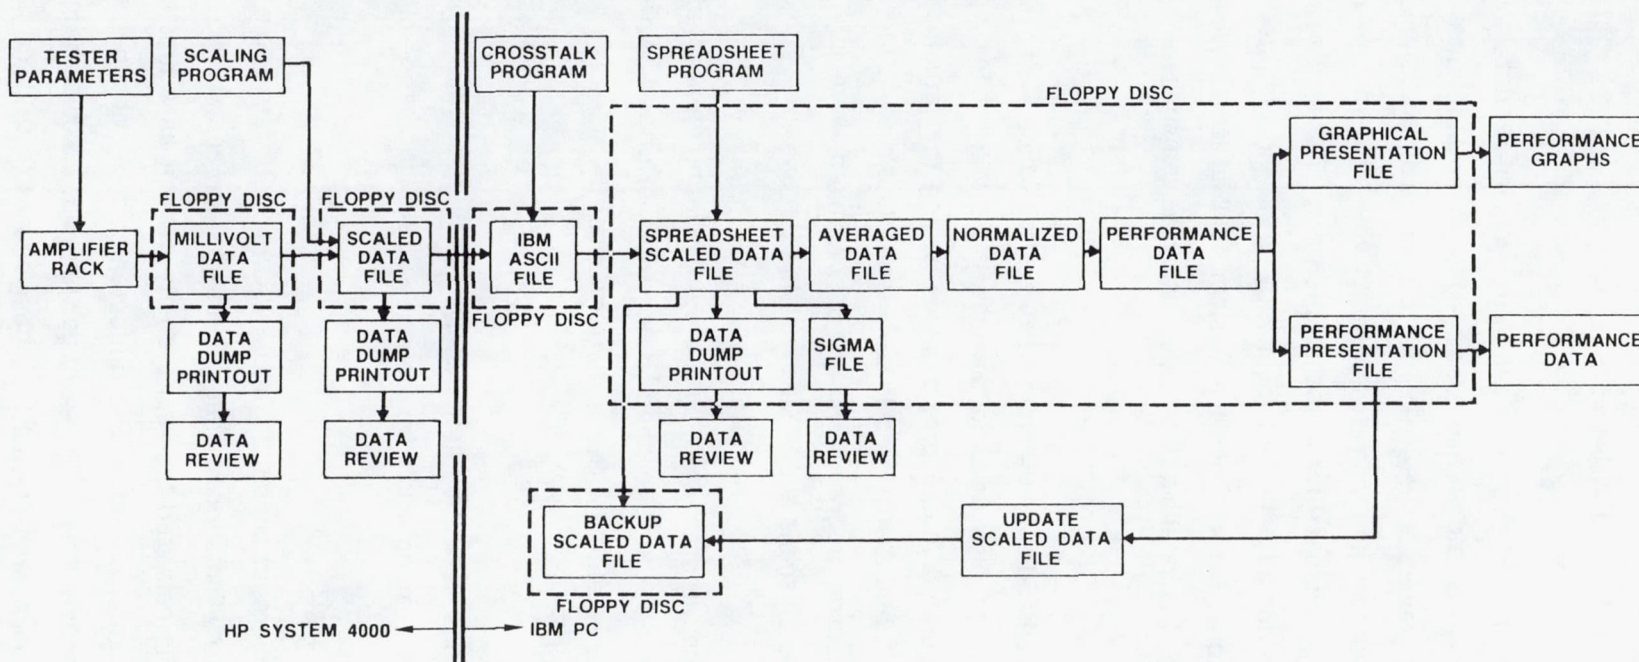 TESTER
PARAMETERS
SCALING
PROGRAM
CROSSTALK
PROGRAM
SPREADSHEET
PROGRAM
FLOPPY DISC
GRAPHICAL
PRESENTATION
FILE
PERFORMANCE
GRAPHS
FLOPPY DISC
FLOPPY DISC
AMPLIFIER
RACK
MILLIVOLT
DATA
FILE
SCALED
DATA
FILE
IBM
ASCII
FILE
FLOPPY DISC
SPREADSHEET
SCALED DATA
FILE
AVERAGED
DATA
FILE
NORMALIZED
DATA
FILE
PERFORMANCE
DATA
FILE
DATA
DUMP
PRINTOUT
DATA
DUMP
PRINTOUT
DATA
DUMP
PRINTOUT
SIGMA
FILE
PERFORMANCE
PRESENTATION
FILE
PERFORMANCE
DATA
DATA
REVIEW
DATA
REVIEW
DATA
REVIEW
DATA
REVIEW
BACKUP
SCALED DATA
FILE
FLOPPY DISC
UPDATE
SCALED DATA
FILE
HP SYSTEM 4000
IBM PC